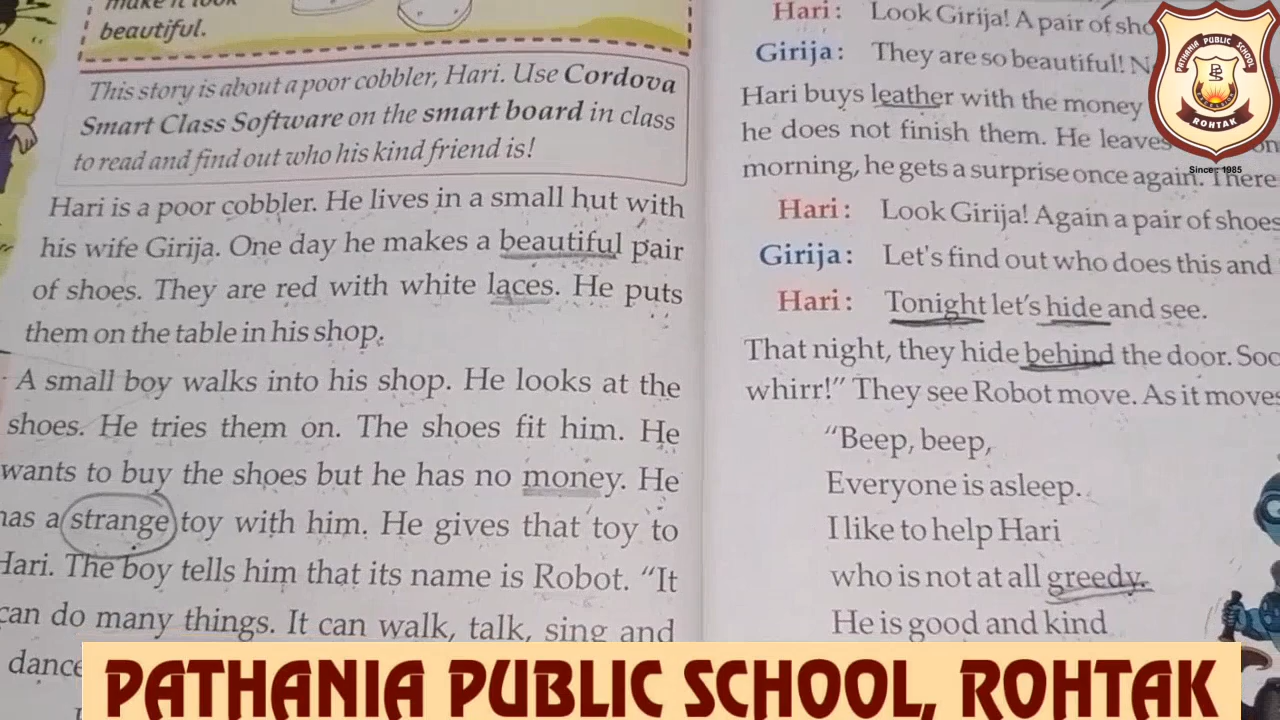 make it look
beautiful.
This story is about a poor cobbler, Hari. Use Cordova
Smart Class Software on the smart board in class
to read and find out who his kind friend is!
Hari is a poor cobbler. He lives in a small hut with
his wife Girija. One day he makes a beautiful pair
of shoes. They are red with white laces. He puts
them on the table in his shop.
A small boy walks into his shop. He looks at the
shoes. He tries them on. The shoes fit him. He
wants to buy the shoes but he has no money. He
has a strange toy with him. He gives that toy to
Hari. The boy tells him that its name is Robot. “It
can do many things. It can walk, talk, sing and
dance
Hari: Look Girija! A pair of
Girija: They are so beautiful!
Hari buys leather with the money
he does not finish them. He leaves
morning, he gets a surprise once again. There
Hari: Look Girija! Again a pair of shoes
Girija: Let's find out who does this and
Hari: Tonight let's hide and see.
That night, they hide behind the door.
whirr!” They see Robot move. As it moves
“Beep, beep,
Everyone is asleep.
I like to help Hari
who is not at all greedy.
He is good and kind
PATHANIA PUBLIC SCHOOL
PPS
ROHTAK
Since : 1985
PATHANIA PUBLIC SCHOOL, ROHTAK